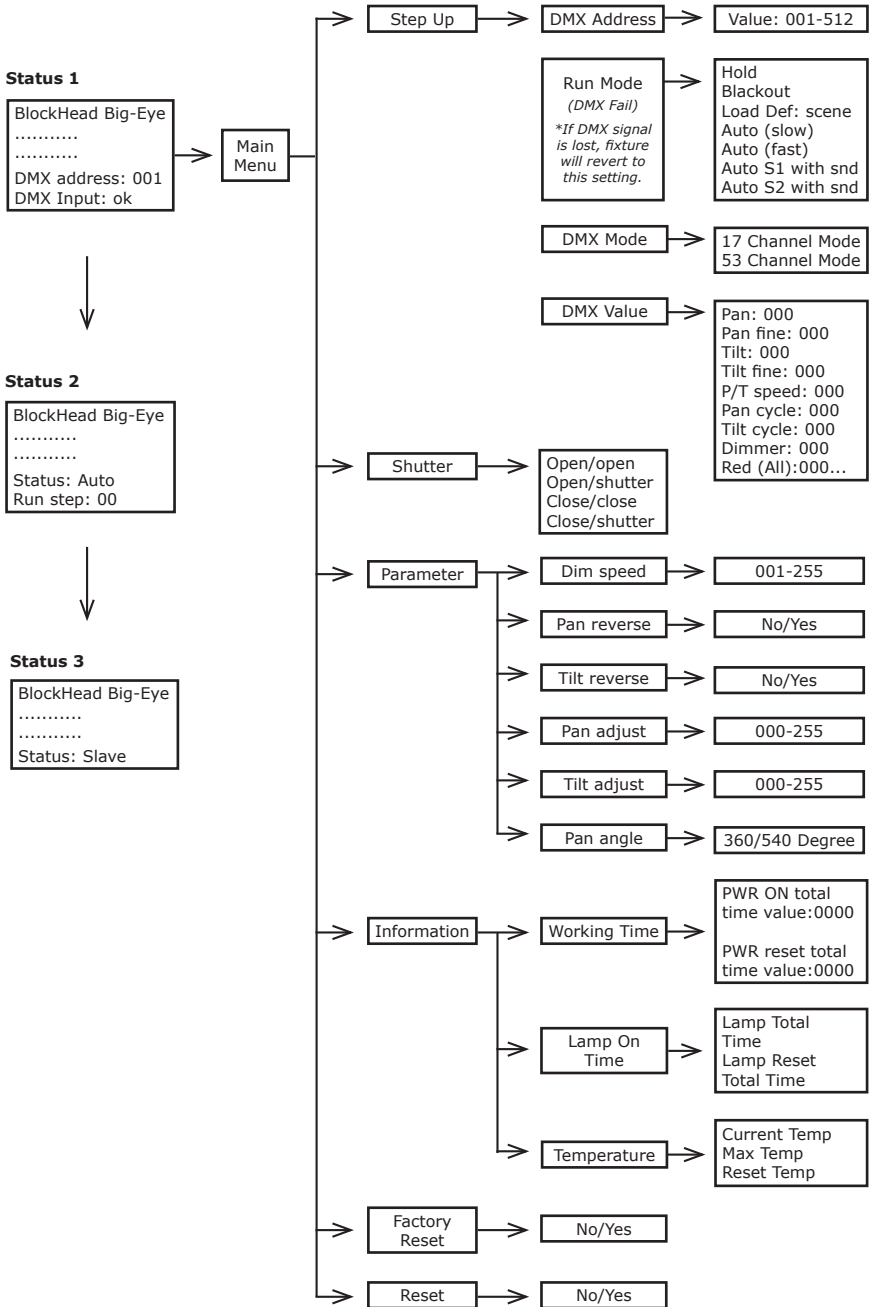 Step Up
DMX Address
Value: 001-512
Status 1
BlockHead Big-Eye
...........
...........
DMX address: 001
DMX Input: ok
Main
Menu
Run Mode
(DMX Fail)
*If DMX signal
is lost, fixture
will revert to
this setting.
Hold
Blackout
Load Def: scene
Auto (slow)
Auto (fast)
Auto S1 with snd
Auto S2 with snd
DMX Mode
17 Channel Mode
53 Channel Mode
DMX Value
Pan: 000
Pan fine: 000
Tilt: 000
Tilt fine: 000
P/T speed: 000
Pan cycle: 000
Tilt cycle: 000
Dimmer: 000
Red (All):000...
Status 2
BlockHead Big-Eye
...........
...........
Status: Auto
Run step: 00
Shutter
Open/open
Open/shutter
Close/close
Close/shutter
Parameter
Dim speed
001-255
Pan reverse
No/Yes
Tilt reverse
No/Yes
Pan adjust
000-255
Tilt adjust
000-255
Pan angle
360/540 Degree
Status 3
BlockHead Big-Eye
...........
...........
Status: Slave
Information
Working Time
PWR ON total
time value:0000
PWR reset total
time value:0000
Lamp On
Time
Lamp Total
Time
Lamp Reset
Total Time
Temperature
Current Temp
Max Temp
Reset Temp
Factory
Reset
No/Yes
Reset
No/Yes